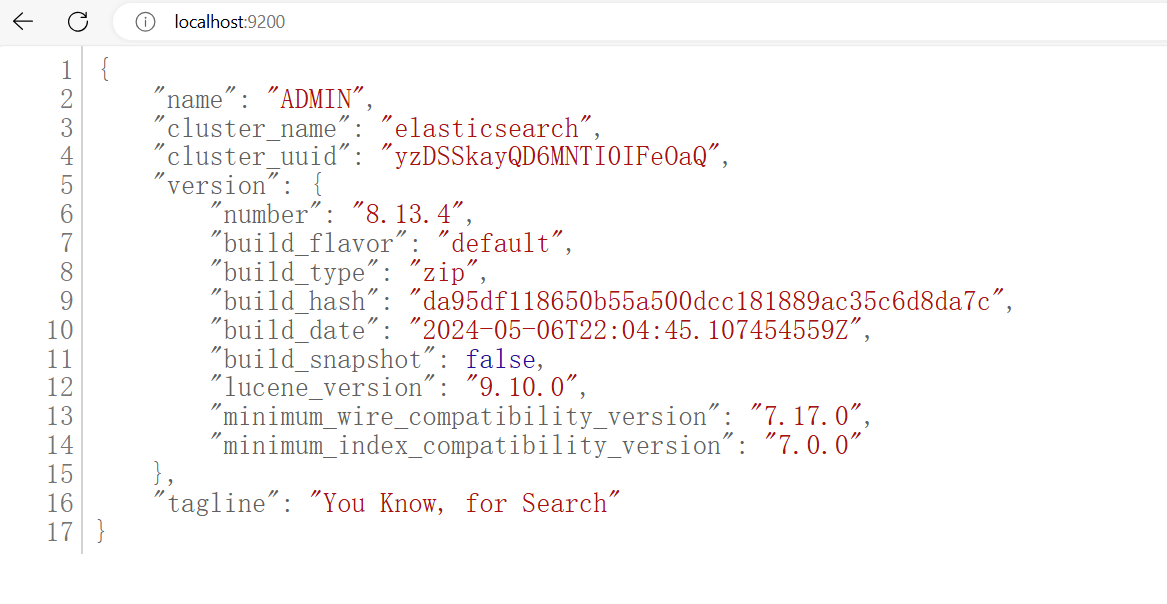 localhost:9200
1 {
2 "name": "ADMIN",
3 "cluster_name": "elasticsearch",
4 "cluster_uuid": "yzDSSkayQD6MNTI0IFeOaQ",
5 "version": {
6 "number": "8.13.4",
7 "build_flavor": "default",
8 "build_type": "zip",
9 "build_hash": "da95df118650b55a500dcc181889ac35c6d8da7c",
10 "build_date": "2024-05-06T22:04:45.107454559Z",
11 "build_snapshot": false,
12 "lucene_version": "9.10.0",
13 "minimum_wire_compatibility_version": "7.17.0",
14 "minimum_index_compatibility_version": "7.0.0"
15 },
16 "tagline": "You Know, for Search"
17 }